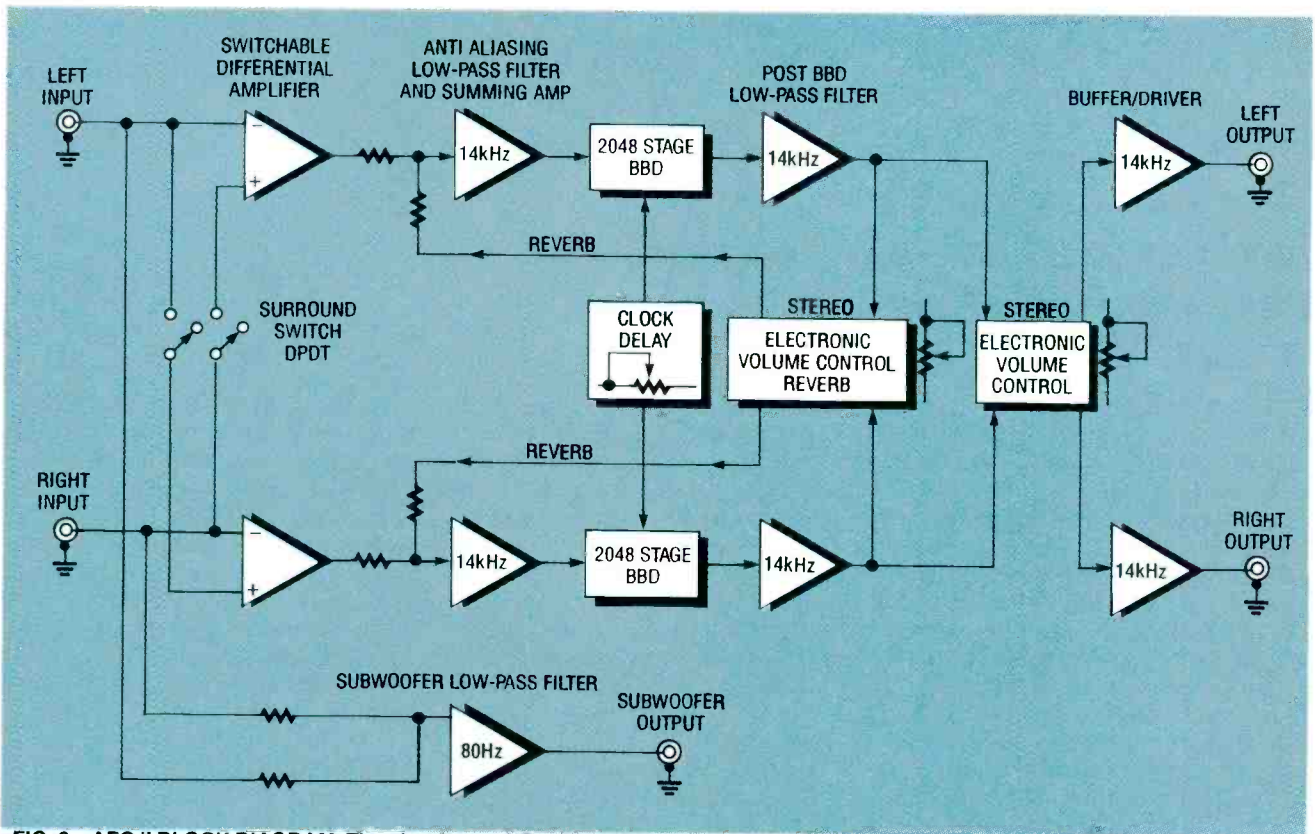 SWITCHABLE
DIFFERENTIAL
AMPLIFIER
ANTI ALIASING
LOW-PASS FILTER
AND SUMMING AMP
LEFT
INPUT
POST BBD
LOW-PASS FILTER
BUFFER/DRIVER
LEFT
OUTPUT
−
+
14kHz
2048 STAGE
BBD
14kHz
14kHz
REVERB
SURROUND
SWITCH
DPDT
CLOCK
DELAY
STEREO
ELECTRONIC
VOLUME CONTROL
REVERB
STEREO
ELECTRONIC
VOLUME
CONTROL
REVERB
RIGHT
INPUT
−
+
14kHz
2048 STAGE
BBD
14kHz
14kHz
RIGHT
OUTPUT
SUBWOOFER LOW-PASS FILTER
80Hz
SUBWOOFER
OUTPUT